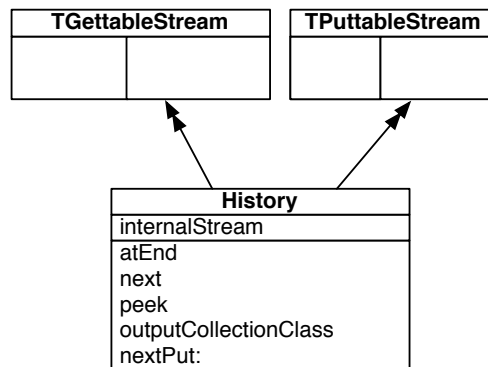 TGettableStream
TPuttableStream
History
internalStream
atEnd
next
peek
outputCollectionClass
nextPut: